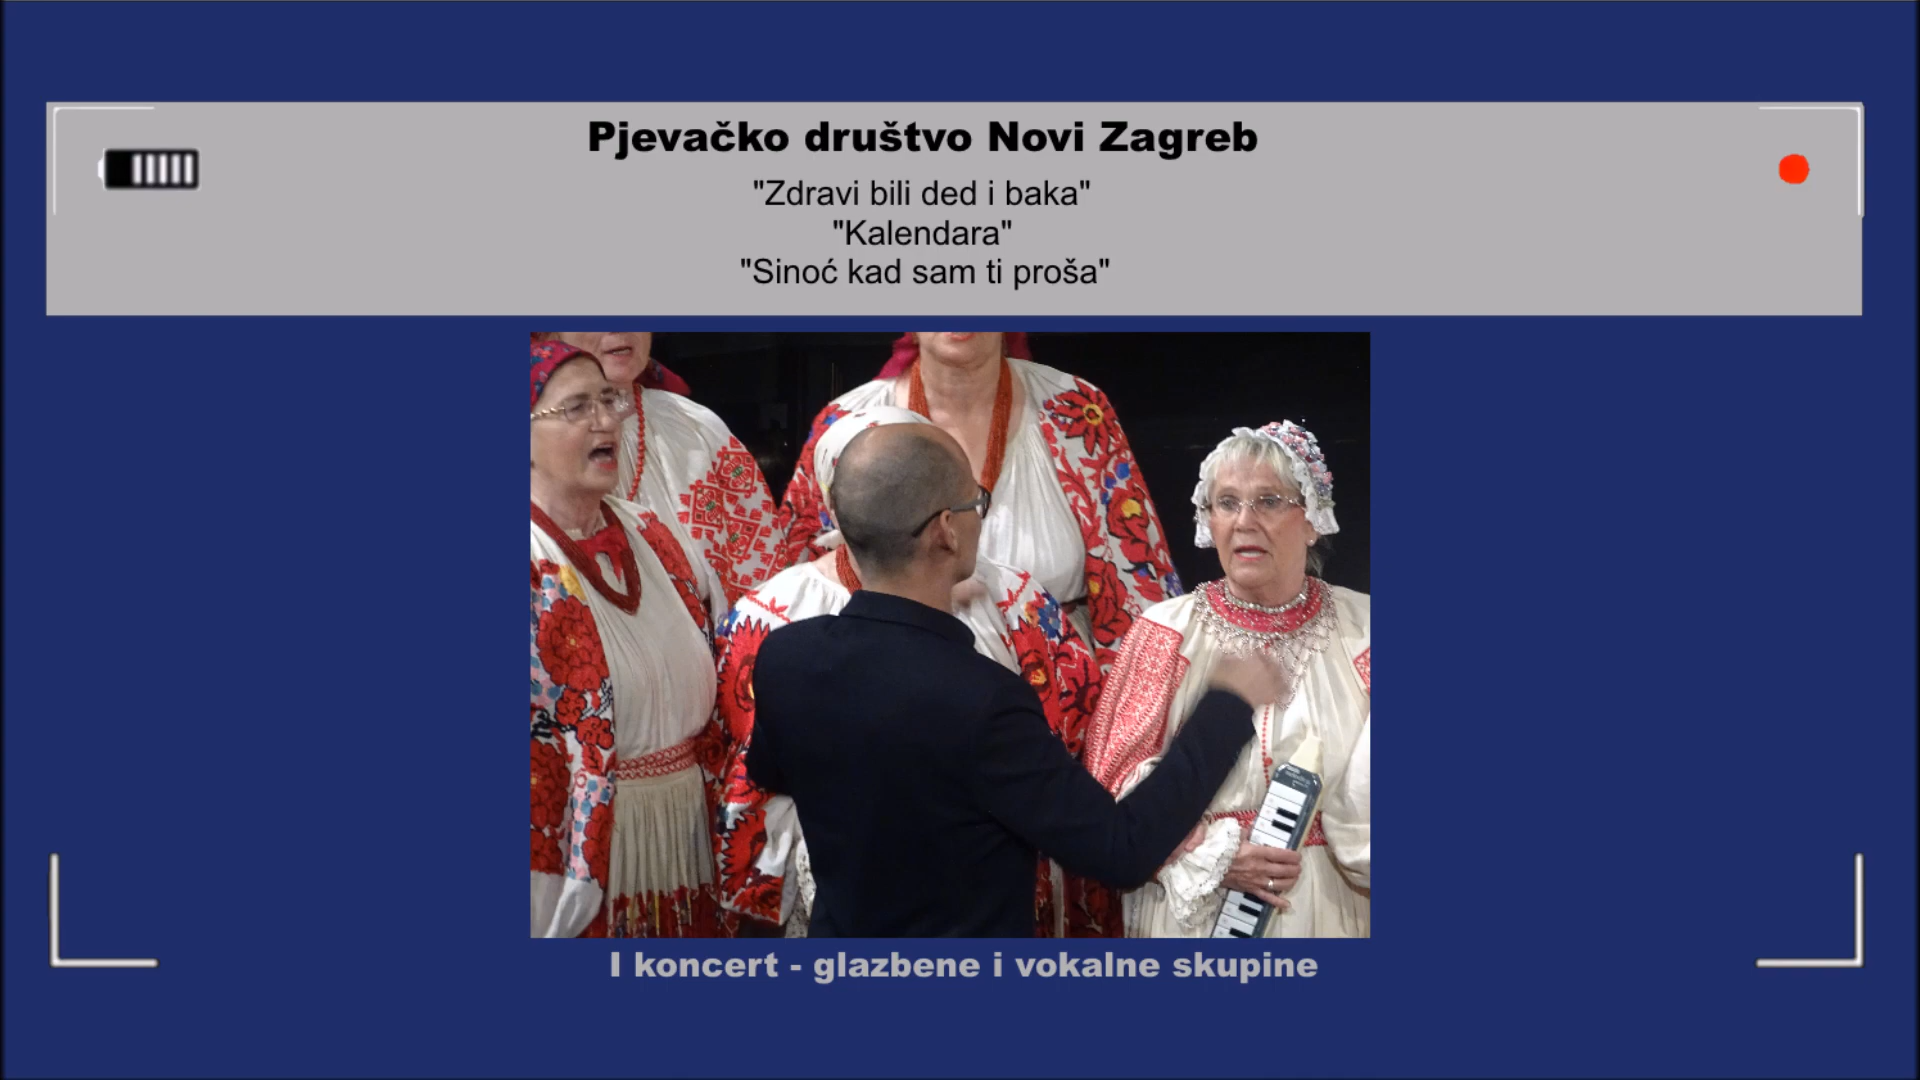 Pjevačko društvo Novi Zagreb
"Zdravi bili ded i baka"
"Kalendara"
"Sinoć kad sam ti proša"
I koncert - glazbene i vokalne skupine